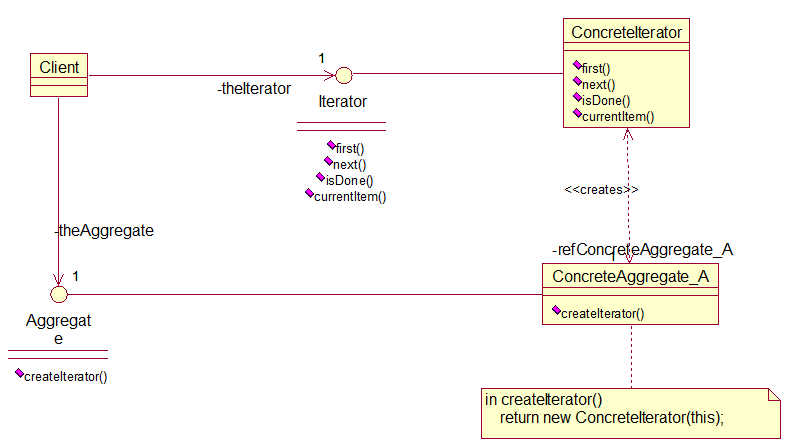 ConcreteIterator
first()
next()
isDone()
currentItem()
Client
1
-theIterator
Iterator
first()
next()
isDone()
currentItem()
<<creates>>
-theAggregate
-refConcreteAggregate_A
1
1
ConcreteAggregate_A
createIterator()
Aggregat
e
createIterator()
in createIterator()
return new ConcreteIterator(this);